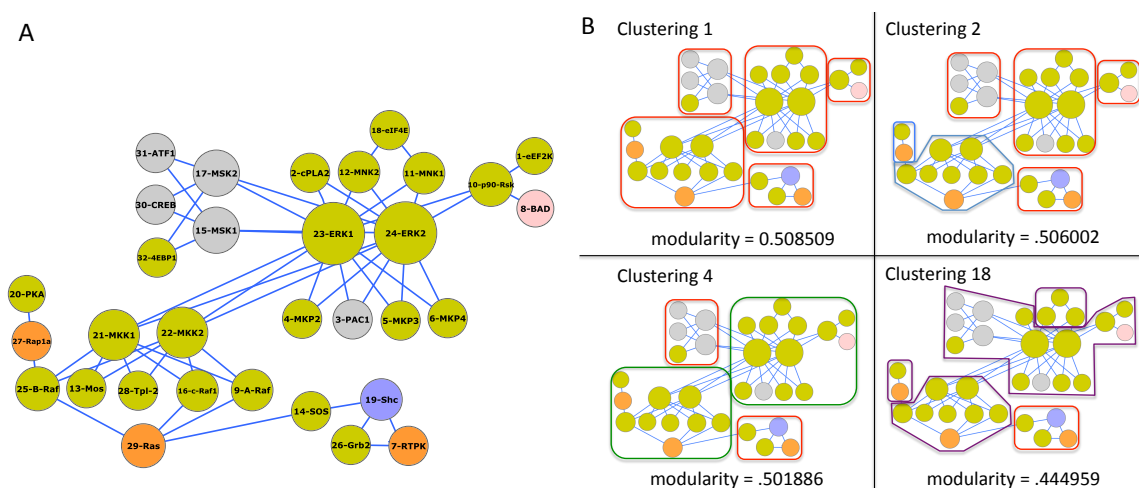 A
18-eIF4E
31-ATF1
1-eEF2K
17-MSK2
2-cPLA2
12-MNK2
11-MNK1
10-p90-Rsk
30-CREB
8-BAD
15-MSK1
23-ERK1
24-ERK2
32-4EBP1
20-PKA
4-MKP2
3-PAC1
5-MKP3
6-MKP4
21-MKK1
22-MKK2
27-Rap1a
25-B-Raf
13-Mos
28-Tpl-2
16-c-Raf1
9-A-Raf
19-Shc
14-SOS
29-Ras
26-Grb2
7-RTPK
B
Clustering 1
modularity = 0.508509
Clustering 2
modularity = .506002
Clustering 4
modularity = .501886
Clustering 18
modularity = .444959